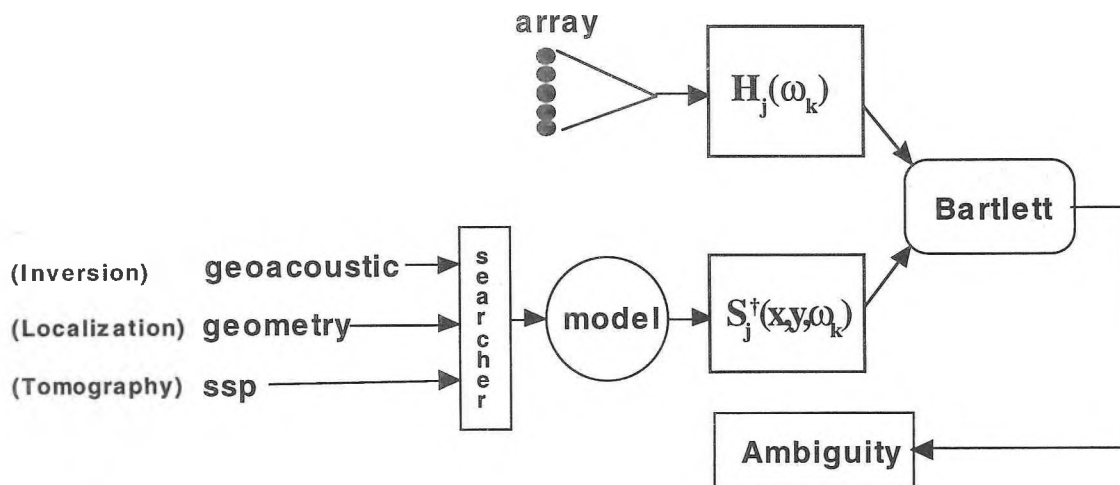 array
H_j(ω_k)
Bartlett
(Inversion) geoacoustic
(Localization) geometry
(Tomography) ssp
searcher
model
S_j^†(x,y,ω_k)
Ambiguity